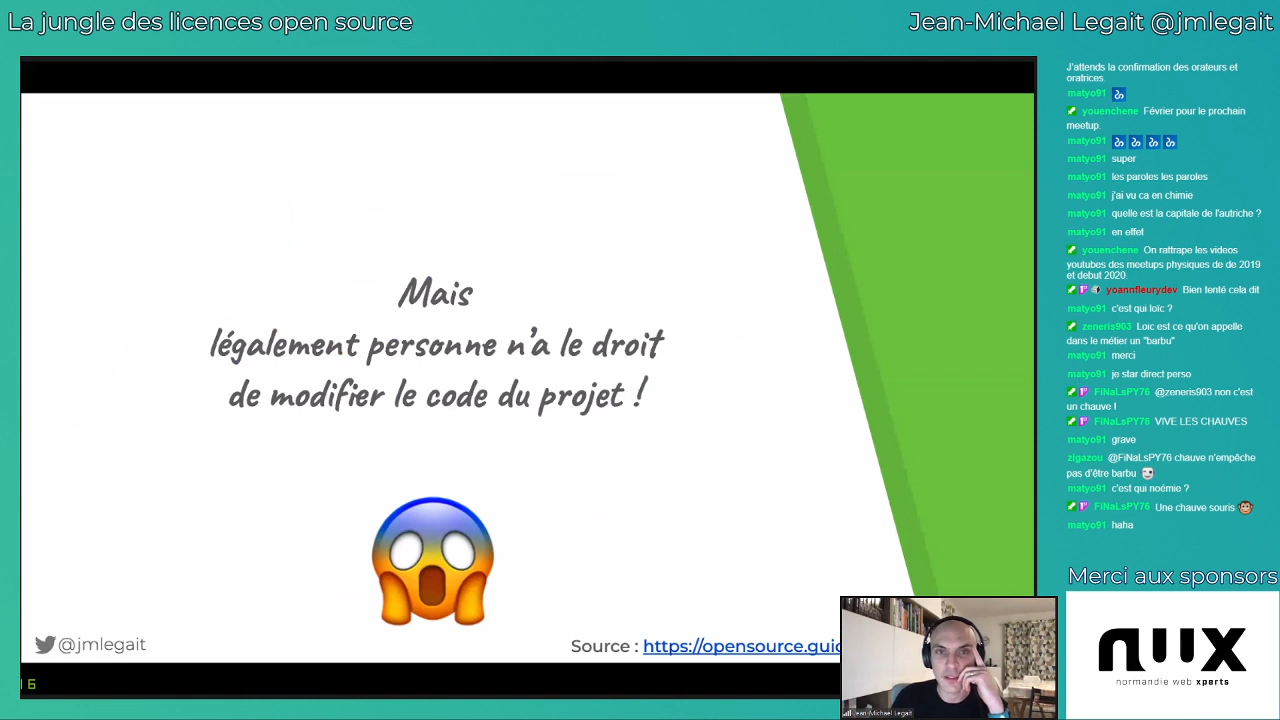 La jungle des licences open source
Jean-Michael Legait @jmlegait
Mais
légalement personne n'a le droit
de modifier le code du projet !
@jmlegait
Source : https://opensource.guid
16
J'attends la confirmation des orateurs et
oratrices.
matyo91
youenchene Février pour le prochain
meetup.
matyo91
matyo91 super
matyo91 les paroles les paroles
matyo91 j'ai vu ca en chimie
matyo91 quelle est la capitale de l'autriche ?
matyo91 en effet
youenchene On rattrape les videos
youtubes des meetups physiques de de 2019
et debut 2020.
yoannfleurydev Bien tenté cela dit
matyo91 c'est qui loïc ?
zeneris903 Loic est ce qu'on appelle
dans le métier un "barbu"
matyo91 merci
matyo91 je star direct perso
FiNaLsPY76 @zeneris903 non c'est
un chauve !
FiNaLsPY76 VIVE LES CHAUVES
matyo91 grave
zigazou @FiNaLsPY76 chauve n'empêche
pas d'être barbu
matyo91 c'est qui noémie ?
FiNaLsPY76 Une chauve souris
matyo91 haha
Merci aux sponsors
nwx
normandie web xperts
Jean-Michael Legait